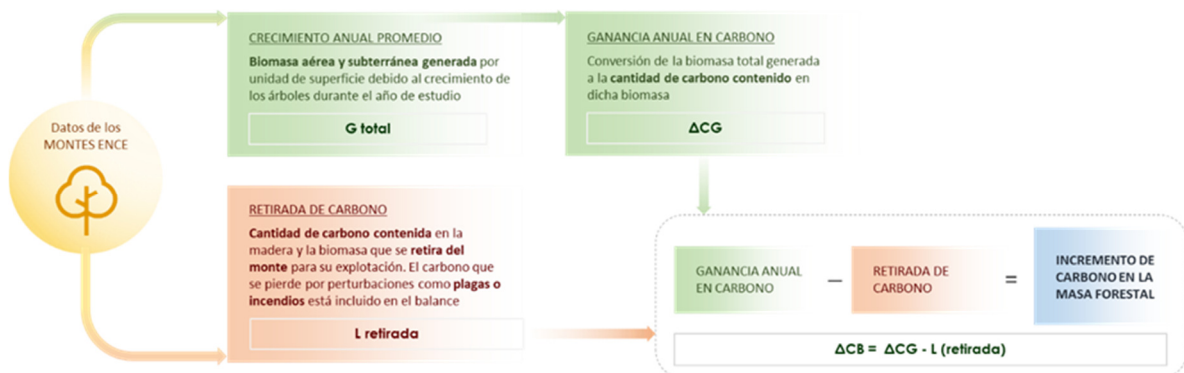 Datos de los
MONTES ENCE
CRECIMIENTO ANUAL PROMEDIO
Biomasa aérea y subterránea generada por
unidad de superficie debido al crecimiento de
los árboles durante el año de estudio
G total
GANANCIA ANUAL EN CARBONO
Conversión de la biomasa total generada
a la cantidad de carbono contenido en
dicha biomasa
ΔCG
RETIRADA DE CARBONO
Cantidad de carbono contenida en la
madera y la biomasa que se retira del
monte para su explotación. El carbono que
se pierde por perturbaciones como plagas o
incendios está incluido en el balance
L retirada
GANANCIA ANUAL
EN CARBONO
—
RETIRADA DE
CARBONO
=
INCREMENTO DE
CARBONO EN LA
MASA FORESTAL
ΔCB = ΔCG - L (retirada)